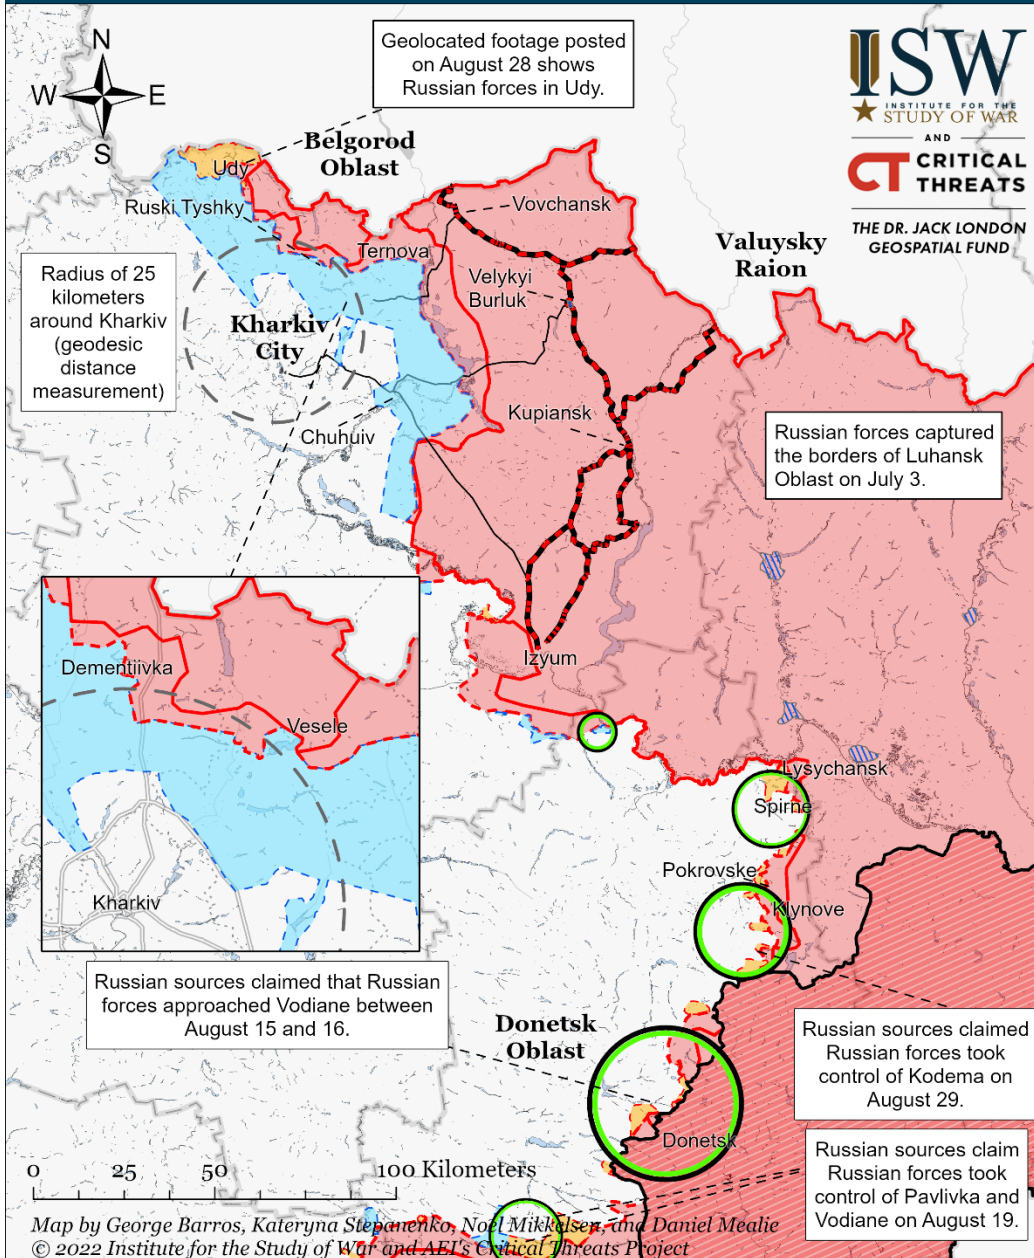 N
W E
S
Geolocated footage posted
on August 28 shows
Russian forces in Udy.
ISW
INSTITUTE FOR THE
STUDY OF WAR
AND
CT CRITICAL
THREATS
THE DR. JACK LONDON
GEOSPATIAL FUND
Belgorod
Oblast
Udy
Ruski Tyshky
Vovchansk
Ternova
Valuysky
Raion
Velykyi
Burluk
Radius of 25
kilometers
around Kharkiv
(geodesic
distance
measurement)
Kharkiv
City
Kupiansk
Chuhuiv
Russian forces captured
the borders of Luhansk
Oblast on July 3.
Izyum
Dementiivka
Vesele
Kharkiv
Lysychansk
Spirne
Pokrovske
Klynove
Russian sources claimed that Russian
forces approached Vodiane between
August 15 and 16.
Donetsk
Oblast
Russian sources claimed
Russian forces took
control of Kodema on
August 29.
Donetsk
Russian sources claim
Russian forces took
control of Pavlivka and
Vodiane on August 19.
0 25 50 100 Kilometers
Map by George Barros, Kateryna Stepanenko, Noel Mikkelsen, and Daniel Mealie
© 2022 Institute for the Study of War and AEI's Critical Threats Project